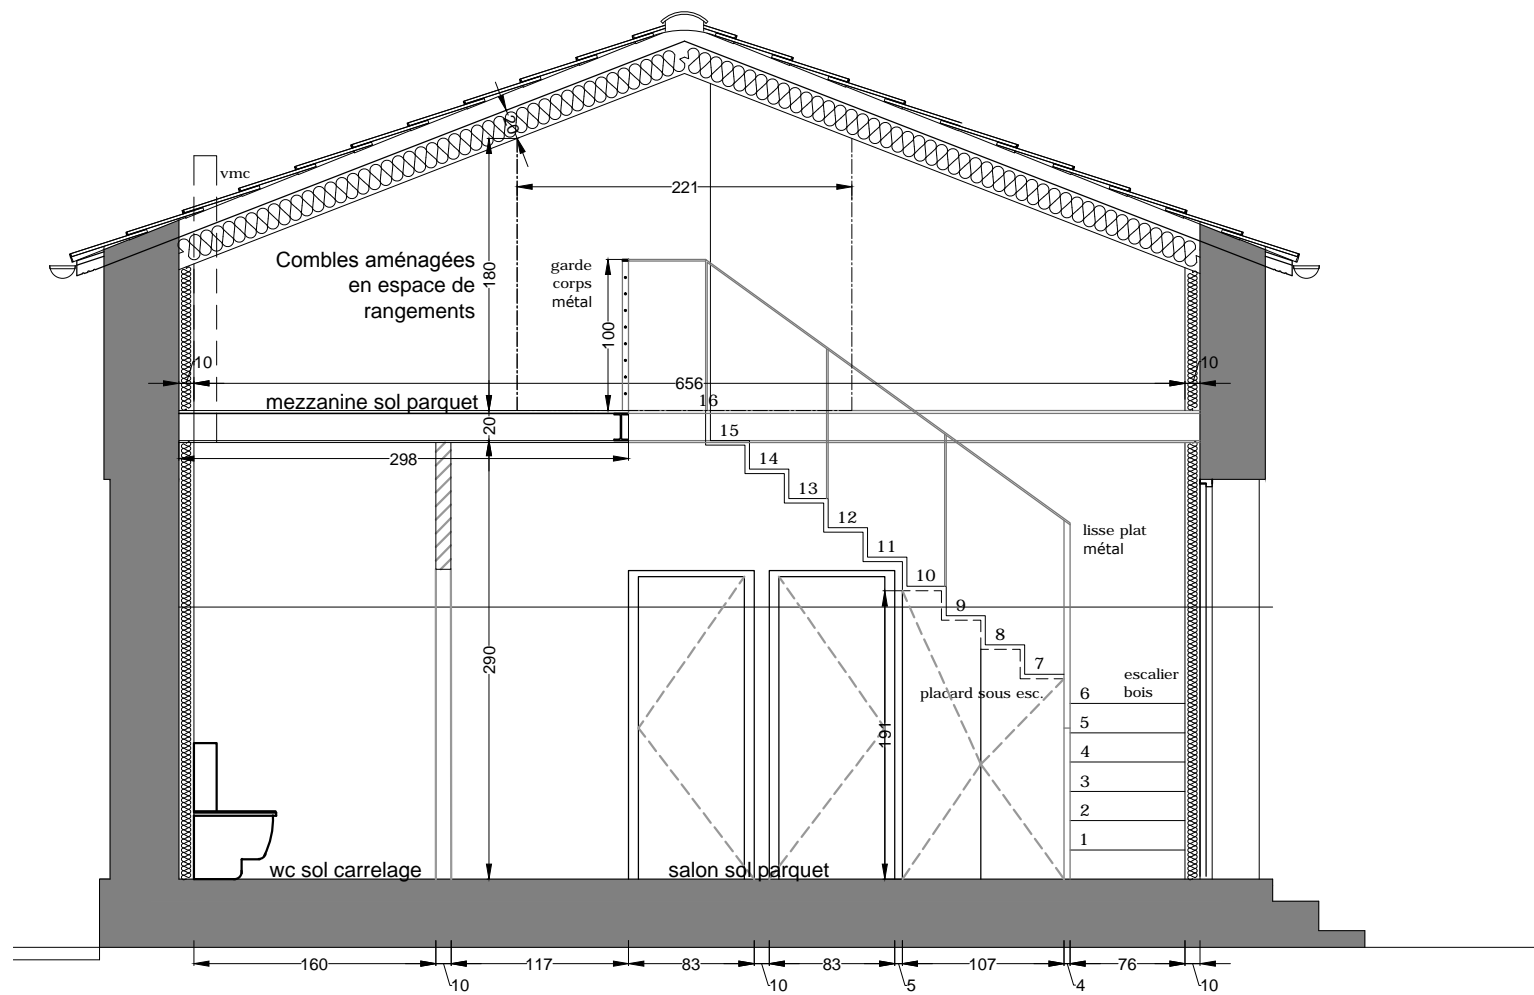 vmc
20
221
Combles aménagées
en espace de
rangements
180
garde
corps
métal
100
10
656
10
mezzanine sol parquet
16
20
15
298
14
13
12
lisse plat
métal
11
10
9
8
290
7
escalier
bois
placard sous esc.
6
5
191
4
3
2
1
wc sol carrelage
salon sol parquet
160
10
117
83
10
83
5
107
4
76
10